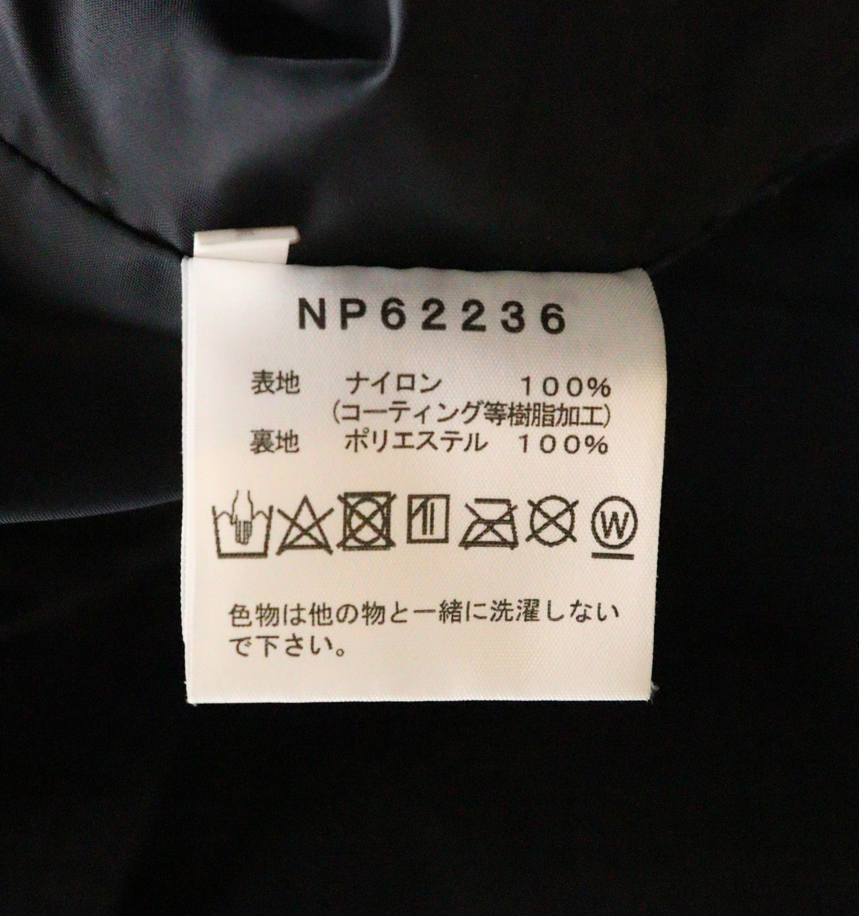 NP62236
表地 ナイロン 100%
(コーティング等樹脂加工)
裏地 ポリエステル 100%
W
色物は他の物と一緒に洗濯しない
で下さい。